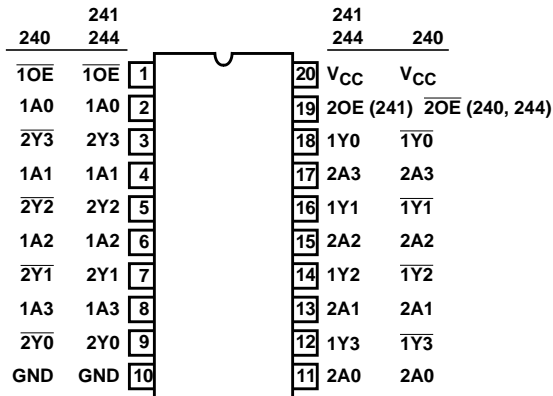 241 241
240 244 244 240
1OE 1OE 1 20 VCC VCC
1A0 1A0 2 19 2OE (241) 2OE (240, 244)
2Y3 2Y3 3 18 1Y0 1Y0
1A1 1A1 4 17 2A3 2A3
2Y2 2Y2 5 16 1Y1 1Y1
1A2 1A2 6 15 2A2 2A2
2Y1 2Y1 7 14 1Y2 1Y2
1A3 1A3 8 13 2A1 2A1
2Y0 2Y0 9 12 1Y3 1Y3
GND GND 10 11 2A0 2A0